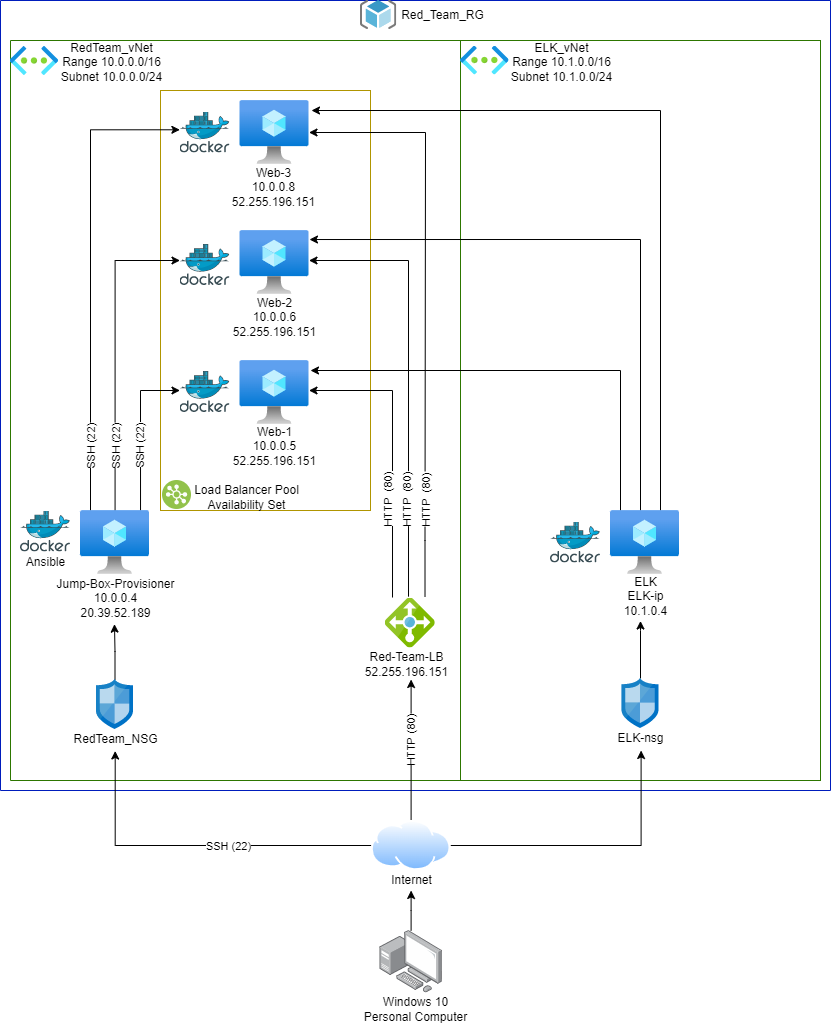 Red_Team_RG
RedTeam_vNet
Range 10.0.0.0/16
Subnet 10.0.0.0/24
ELK_vNet
Range 10.1.0.0/16
Subnet 10.1.0.0/24
docker
Web-3
10.0.0.8
52.255.196.151
docker
Web-2
10.0.0.6
52.255.196.151
docker
Web-1
10.0.0.5
52.255.196.151
SSH (22)
SSH (22)
SSH (22)
HTTP (80)
HTTP (80)
HTTP (80)
Load Balancer Pool
Availability Set
docker
Ansible
Jump-Box-Provisioner
10.0.0.4
20.39.52.189
docker
ELK
ELK-ip
10.1.0.4
Red-Team-LB
52.255.196.151
RedTeam_NSG
HTTP (80)
ELK-nsg
SSH (22)
Internet
Windows 10
Personal Computer